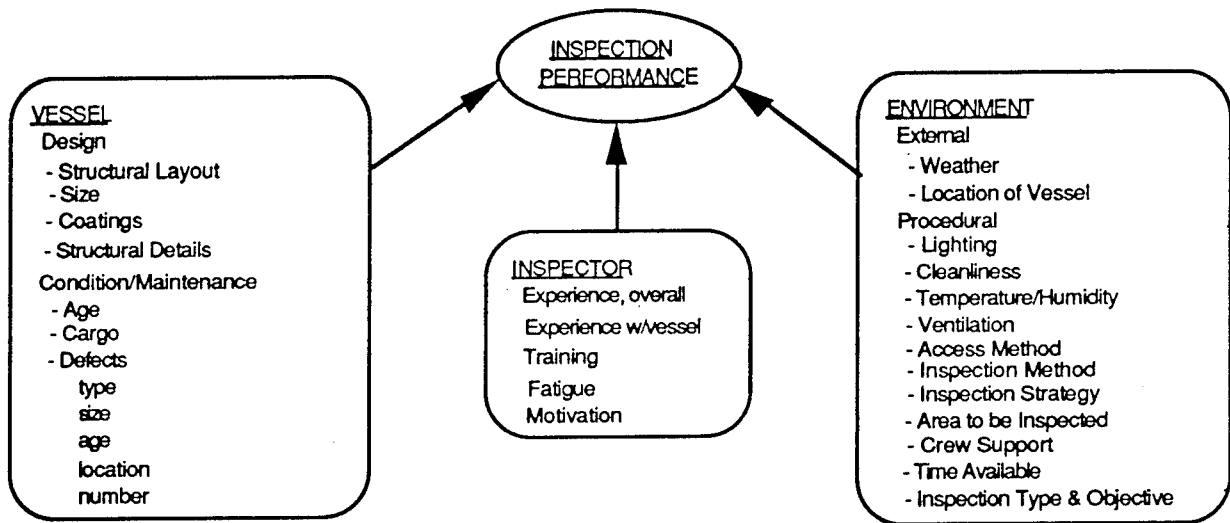 INSPECTION
PERFORMANCE
VESSEL
Design
- Structural Layout
- Size
- Coatings
- Structural Details
Condition/Maintenance
- Age
- Cargo
- Defects
type
size
age
location
number
INSPECTOR
Experience, overall
Experience w/vessel
Training
Fatigue
Motivation
ENVIRONMENT
External
- Weather
- Location of Vessel
Procedural
- Lighting
- Cleanliness
- Temperature/Humidity
- Ventilation
- Access Method
- Inspection Method
- Inspection Strategy
- Area to be Inspected
- Crew Support
- Time Available
- Inspection Type & Objective